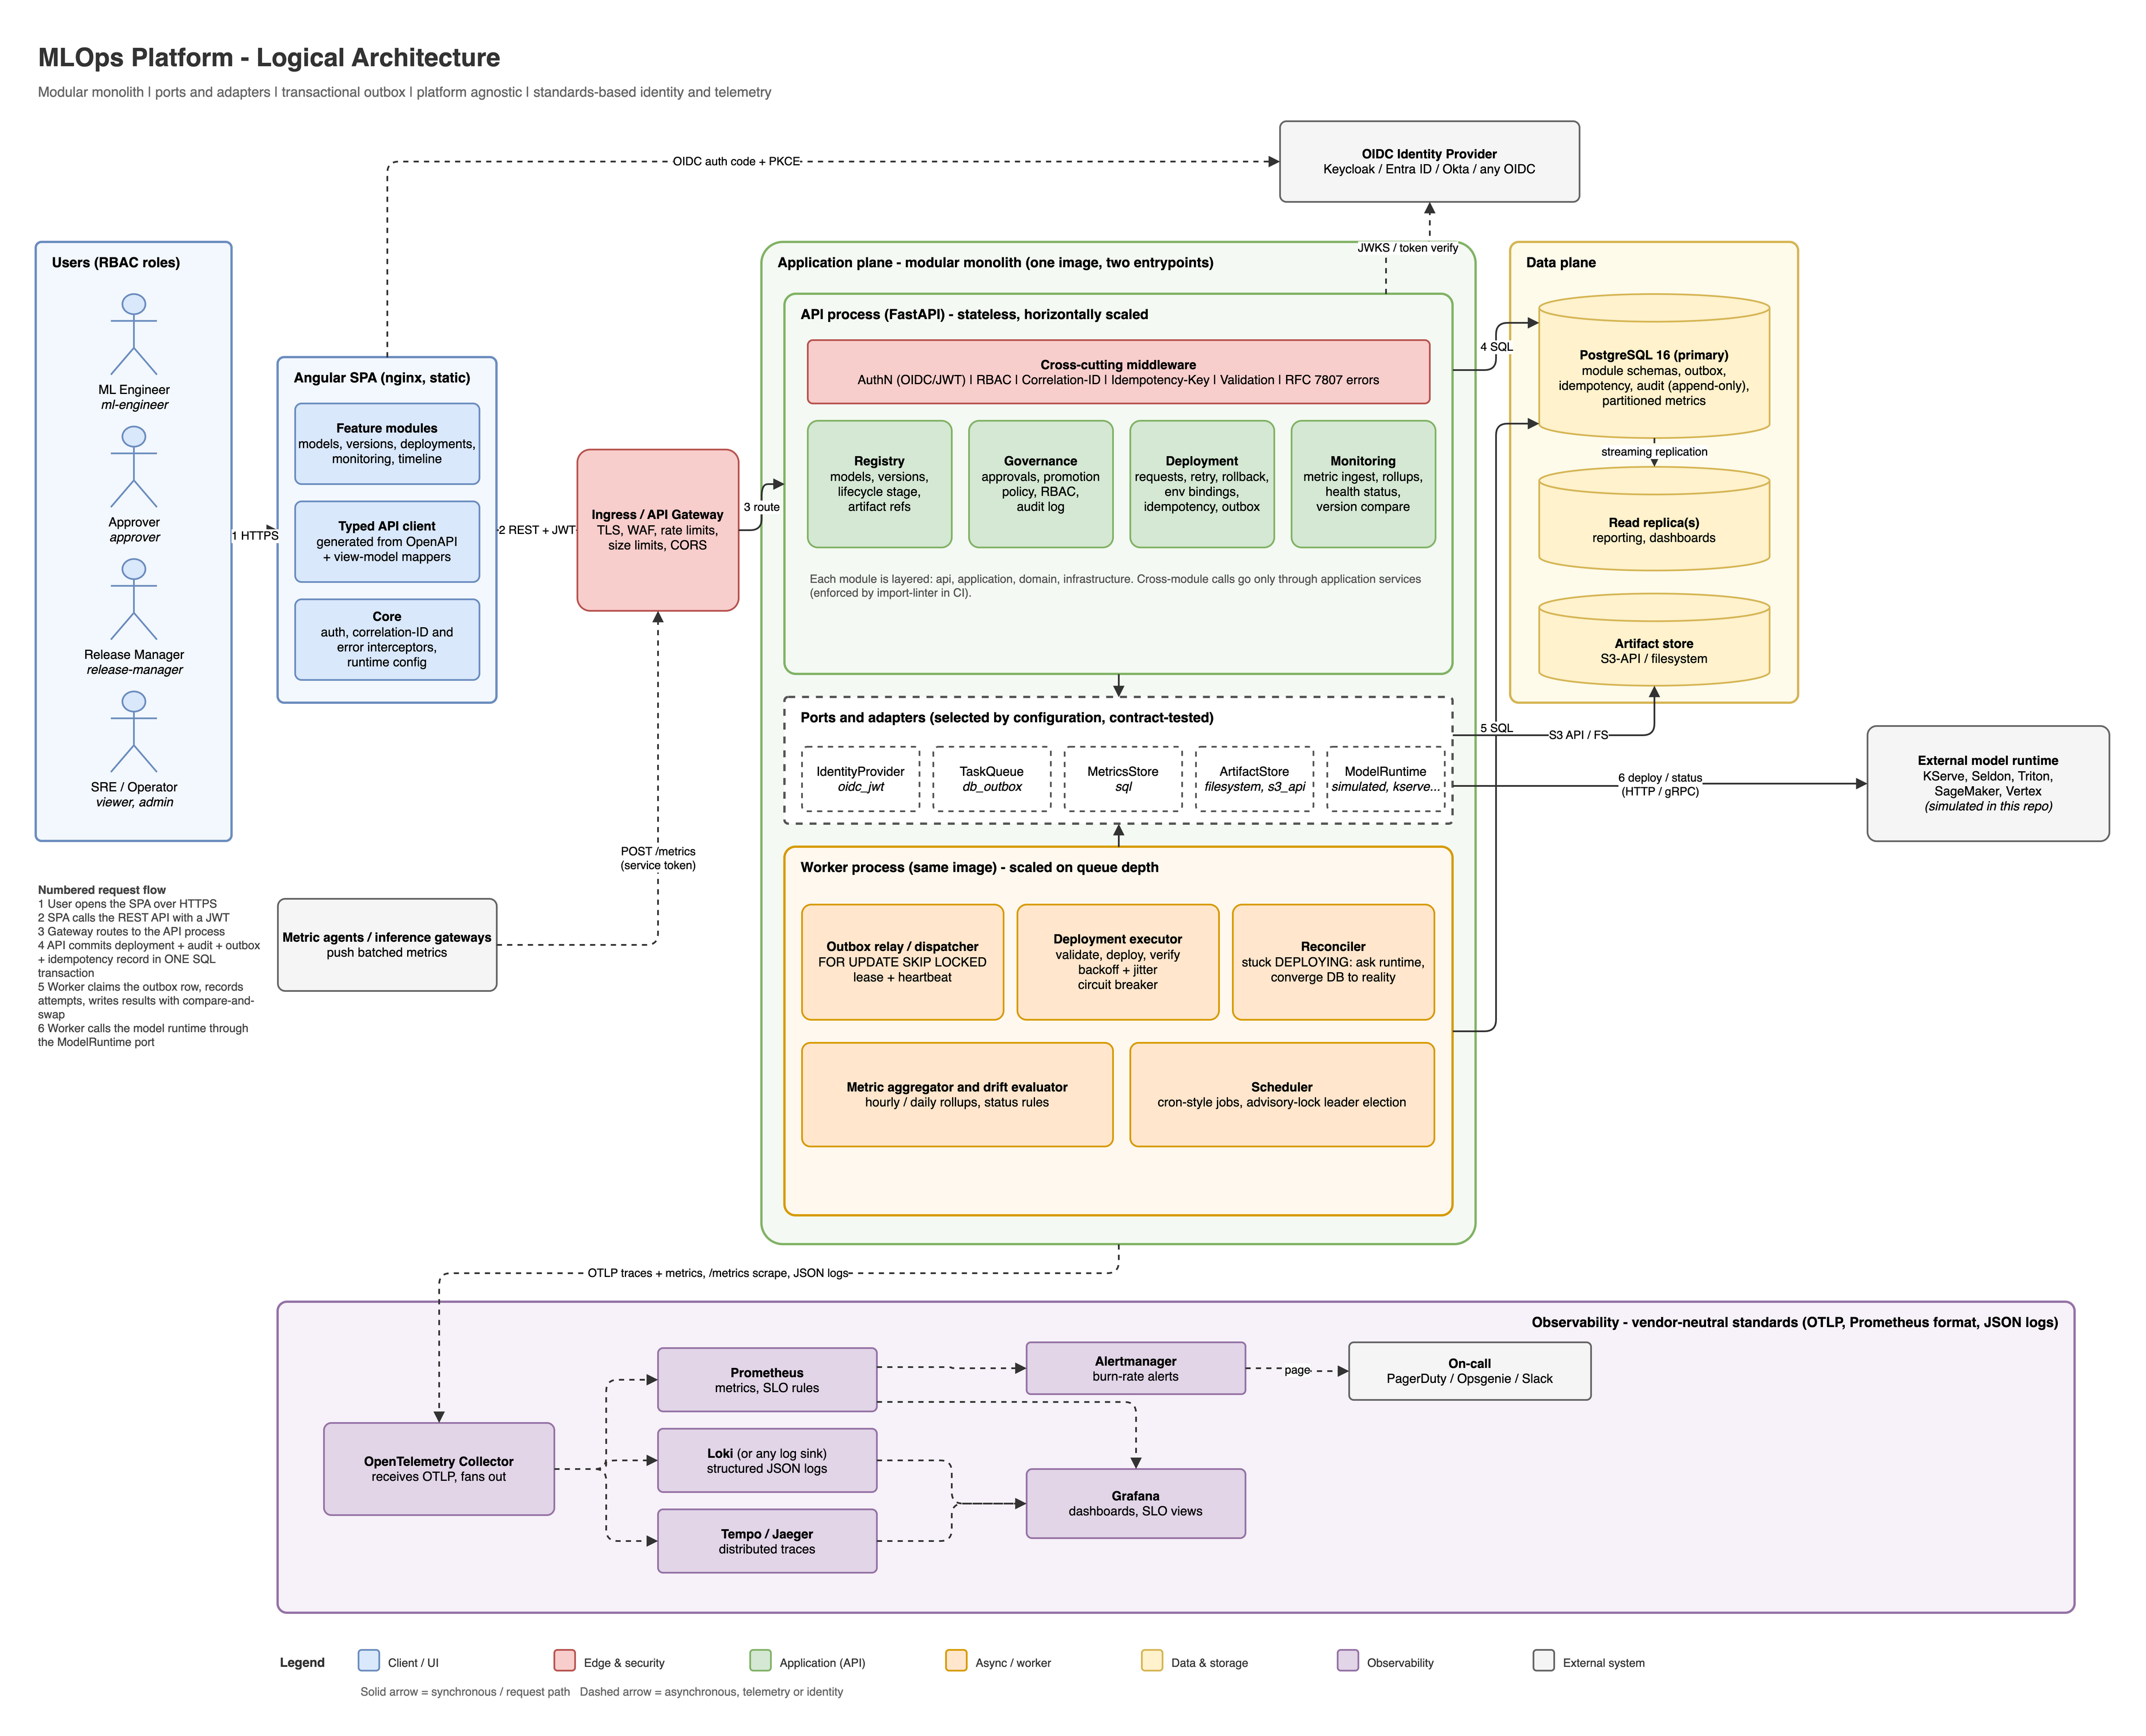 MLOps Platform - Logical Architecture
Modular monolith | ports and adapters | transactional outbox | platform agnostic | standards-based identity and telemetry
OIDC auth code + PKCE
OIDC Identity Provider
Keycloak / Entra ID / Okta / any OIDC
JWKS / token verify
Users (RBAC roles)
ML Engineer
ml-engineer
Approver
approver
Release Manager
release-manager
SRE / Operator
viewer, admin
1 HTTPS
Angular SPA (nginx, static)
Feature modules
models, versions, deployments,
monitoring, timeline
Typed API client
generated from OpenAPI
+ view-model mappers
Core
auth, correlation-ID and
error interceptors,
runtime config
2 REST + JWT
Ingress / API Gateway
TLS, WAF, rate limits,
size limits, CORS
3 route
Application plane - modular monolith (one image, two entrypoints)
API process (FastAPI) - stateless, horizontally scaled
Cross-cutting middleware
AuthN (OIDC/JWT) | RBAC | Correlation-ID | Idempotency-Key | Validation | RFC 7807 errors
Registry
models, versions,
lifecycle stage,
artifact refs
Governance
approvals, promotion
policy, RBAC,
audit log
Deployment
requests, retry, rollback,
env bindings,
idempotency, outbox
Monitoring
metric ingest, rollups,
health status,
version compare
Each module is layered: api, application, domain, infrastructure. Cross-module calls go only through application services
(enforced by import-linter in CI).
4 SQL
Data plane
PostgreSQL 16 (primary)
module schemas, outbox,
idempotency, audit (append-only),
partitioned metrics
streaming replication
Read replica(s)
reporting, dashboards
Artifact store
S3-API / filesystem
Ports and adapters (selected by configuration, contract-tested)
IdentityProvider
oidc_jwt
TaskQueue
db_outbox
MetricsStore
sql
ArtifactStore
filesystem, s3_api
ModelRuntime
simulated, kserve...
5 SQL
S3 API / FS
6 deploy / status
(HTTP / gRPC)
External model runtime
KServe, Seldon, Triton,
SageMaker, Vertex
(simulated in this repo)
POST /metrics
(service token)
Metric agents / inference gateways
push batched metrics
Numbered request flow
1 User opens the SPA over HTTPS
2 SPA calls the REST API with a JWT
3 Gateway routes to the API process
4 API commits deployment + audit + outbox
+ idempotency record in ONE SQL
transaction
5 Worker claims the outbox row, records
attempts, writes results with compare-and-
swap
6 Worker calls the model runtime through
the ModelRuntime port
Worker process (same image) - scaled on queue depth
Outbox relay / dispatcher
FOR UPDATE SKIP LOCKED
lease + heartbeat
Deployment executor
validate, deploy, verify
backoff + jitter
circuit breaker
Reconciler
stuck DEPLOYING: ask runtime,
converge DB to reality
Metric aggregator and drift evaluator
hourly / daily rollups, status rules
Scheduler
cron-style jobs, advisory-lock leader election
OTLP traces + metrics, /metrics scrape, JSON logs
Observability - vendor-neutral standards (OTLP, Prometheus format, JSON logs)
OpenTelemetry Collector
receives OTLP, fans out
Prometheus
metrics, SLO rules
Loki (or any log sink)
structured JSON logs
Tempo / Jaeger
distributed traces
Alertmanager
burn-rate alerts
page
On-call
PagerDuty / Opsgenie / Slack
Grafana
dashboards, SLO views
Legend
Client / UI
Edge & security
Application (API)
Async / worker
Data & storage
Observability
External system
Solid arrow = synchronous / request path   Dashed arrow = asynchronous, telemetry or identity